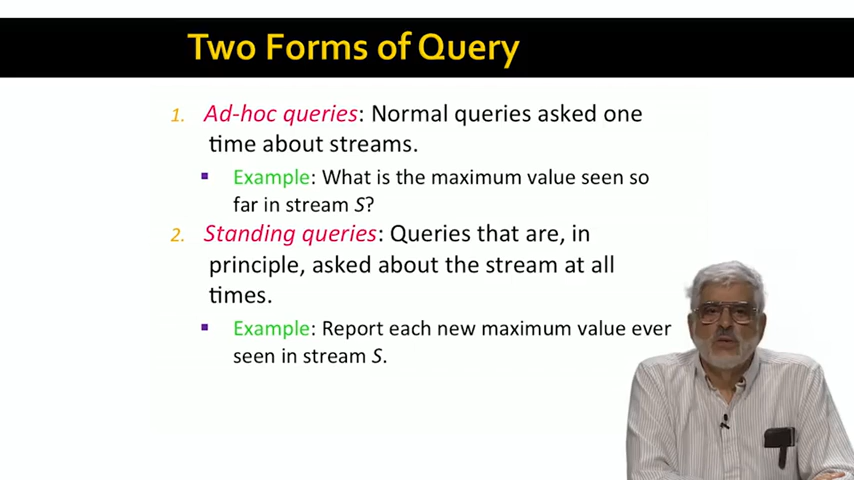 Two Forms of Query
1. Ad-hoc queries: Normal queries asked one
time about streams.
Example: What is the maximum value seen so
far in stream S?
2. Standing queries: Queries that are, in
principle, asked about the stream at all
times.
Example: Report each new maximum value ever
seen in stream S.